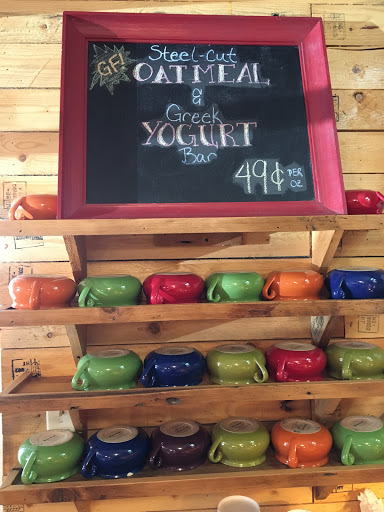 GF!
Steel-Cut
OATMEAL
&
Greek
YOGURT
Bar
49¢ PER
OZ